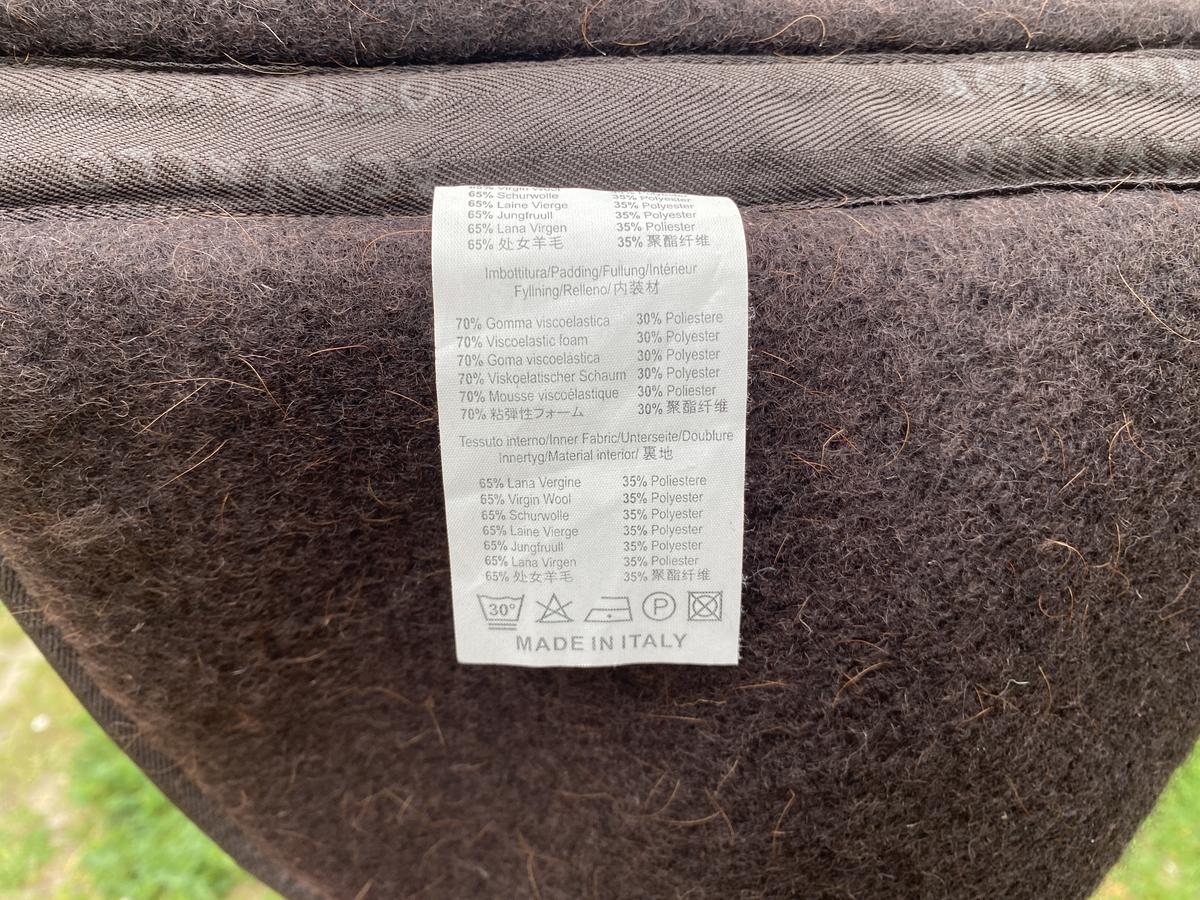 65% Virgin Wool
65% Schurwolle 35% Polyester
65% Laine Vierge 35% Polyester
65% Jungfruull 35% Polyester
65% Lana Virgen 35% Poliester
65% 处女羊毛 35% 聚酯纤维
Imbottitura/Padding/Fullung/Intérieur
Fyllning/Relleno/ 内装材
70% Gomma viscoelastica 30% Poliestere
70% Viscoelastic foam 30% Polyester
70% Goma viscoelástica 30% Polyester
70% Viskoelatischer Schaum 30% Polyester
70% Mousse viscoélastique 30% Poliester
70% 粘弾性フォーム 30% 聚酯纤维
Tessuto interno/Inner Fabric/Unterseite/Doublure
Innertyg/Material interior/ 裏地
65% Lana Vergine 35% Poliestere
65% Virgin Wool 35% Polyester
65% Schurwolle 35% Polyester
65% Laine Vierge 35% Polyester
65% Jungfruull 35% Polyester
65% Lana Virgen 35% Poliester
65% 处女羊毛 35% 聚酯纤维
30° P
MADE IN ITALY